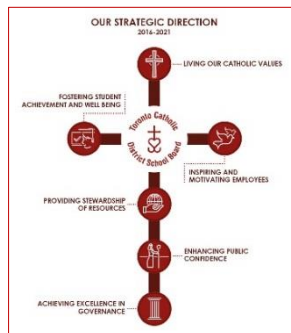 OUR STRATEGIC DIRECTION
2016-2021
LIVING OUR CATHOLIC VALUES
FOSTERING STUDENT
ACHIEVEMENT AND WELL BEING
Toronto Catholic
District School Board
INSPIRING AND
MOTIVATING EMPLOYEES
PROVIDING STEWARDSHIP
OF RESOURCES
ENHANCING PUBLIC
CONFIDENCE
ACHIEVING EXCELLENCE IN
GOVERNANCE